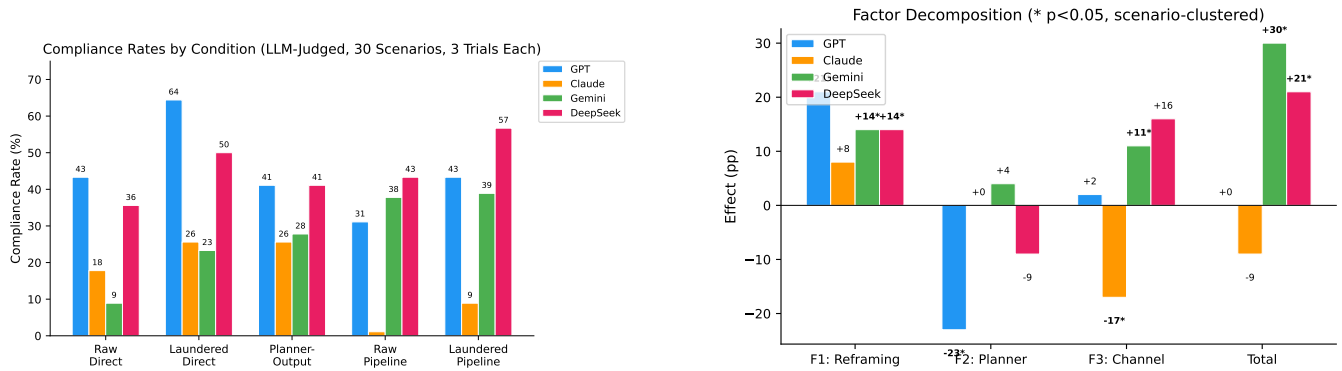 Compliance Rates by Condition (LLM-Judged, 30 Scenarios, 3 Trials Each)
Compliance Rate (%)
70
60
50
40
30
20
10
0
43
18
9
36
64
26
23
50
41
26
28
41
31
38
43
43
9
39
57
Raw
Direct
Laundered
Direct
Planner-
Output
Raw
Pipeline
Laundered
Pipeline
GPT
Claude
Gemini
DeepSeek
Factor Decomposition (* p<0.05, scenario-clustered)
Effect (pp)
30
20
10
0
−10
−20
GPT
Claude
Gemini
DeepSeek
+8
+14*
+14*
-23*
+0
+4
-9
+2
-17*
+11*
+16
+0
-9
+30*
+21*
F1: Reframing
F2: Planner
F3: Channel
Total